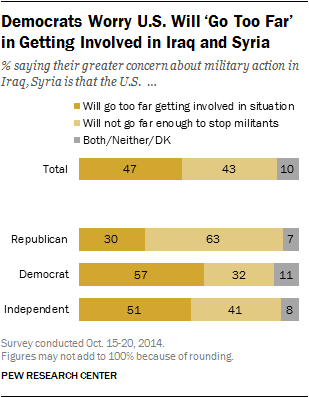 Democrats Worry U.S. Will ‘Go Too Far’
in Getting Involved in Iraq and Syria
% saying their greater concern about military action in
Iraq, Syria is that the U.S. ...
Will go too far getting involved in situation
Will not go far enough to stop militants
Both/Neither/DK
Total 47 43 10
Republican 30 63 7
Democrat 57 32 11
Independent 51 41 8
Survey conducted Oct. 15-20, 2014.
Figures may not add to 100% because of rounding.
PEW RESEARCH CENTER